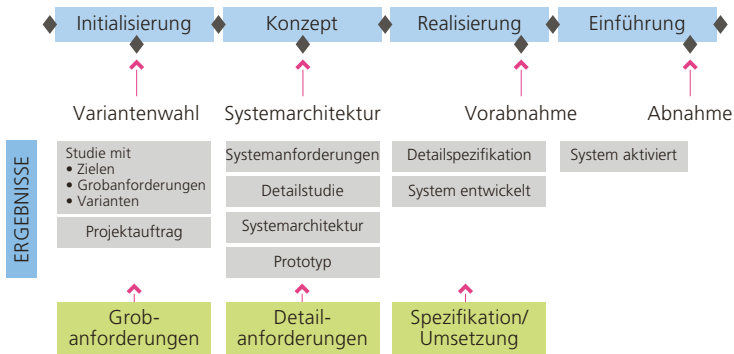 Initialisierung
Konzept
Realisierung
Einführung
Variantenwahl
Systemarchitektur
Vorabnahme
Abnahme
ERGEBNISSE
Studie mit
• Zielen
• Grobanforderungen
• Varianten
Projektauftrag
Systemanforderungen
Detailstudie
Systemarchitektur
Prototyp
Detailspezifikation
System entwickelt
System aktiviert
Grob-
anforderungen
Detail-
anforderungen
Spezifikation/
Umsetzung